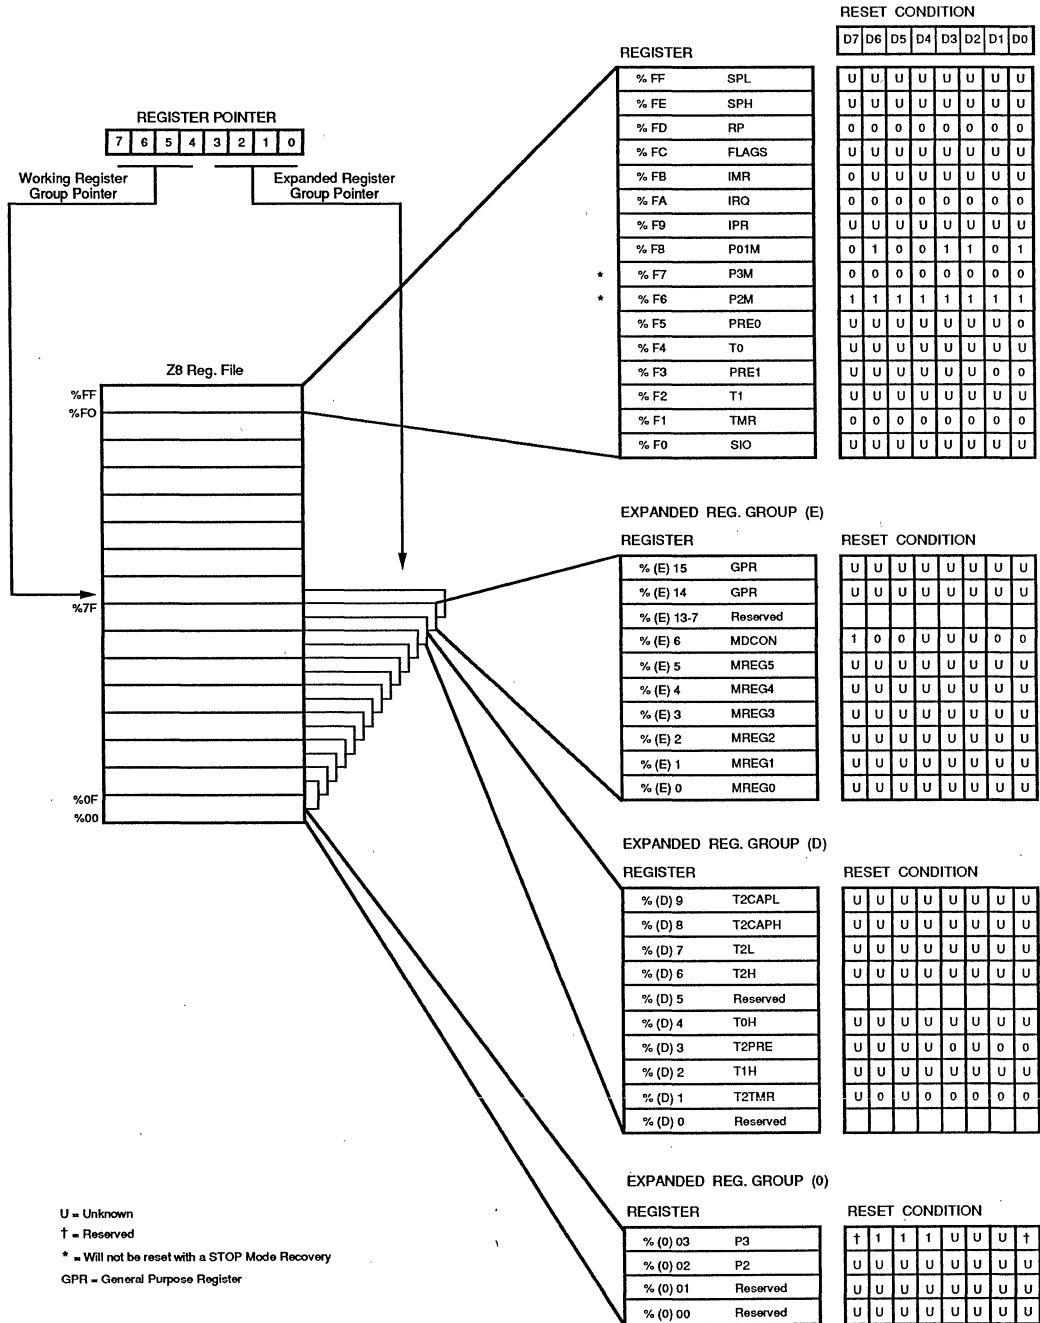 RESET CONDITION
D7 D6 D5 D4 D3 D2 D1 D0
REGISTER
% FF SPL U U U U U U U U
% FE SPH U U U U U U U U
% FD RP 0 0 0 0 0 0 0 0
% FC FLAGS U U U U U U U U
% FB IMR 0 U U U U U U U
% FA IRQ 0 0 0 0 0 0 0 0
% F9 IPR U U U U U U U U
% F8 P01M 0 1 0 0 1 1 0 1
* % F7 P3M 0 0 0 0 0 0 0 0
* % F6 P2M 1 1 1 1 1 1 1 1
% F5 PRE0 U U U U U U U 0
% F4 T0 U U U U U U U U
% F3 PRE1 U U U U U U 0 0
% F2 T1 U U U U U U U U
% F1 TMR 0 0 0 0 0 0 0 0
% F0 SIO U U U U U U U U
REGISTER POINTER
7 6 5 4 3 2 1 0
Working Register
Group Pointer
Expanded Register
Group Pointer
Z8 Reg. File
%FF
%FO
%7F
%0F
%00
EXPANDED REG. GROUP (E)
REGISTER RESET CONDITION
% (E) 15 GPR U U U U U U U U
% (E) 14 GPR U U U U U U U U
% (E) 13-7 Reserved
% (E) 6 MDCON 1 0 0 U U U 0 0
% (E) 5 MREG5 U U U U U U U U
% (E) 4 MREG4 U U U U U U U U
% (E) 3 MREG3 U U U U U U U U
% (E) 2 MREG2 U U U U U U U U
% (E) 1 MREG1 U U U U U U U U
% (E) 0 MREG0 U U U U U U U U
EXPANDED REG. GROUP (D)
REGISTER RESET CONDITION
% (D) 9 T2CAPL U U U U U U U U
% (D) 8 T2CAPH U U U U U U U U
% (D) 7 T2L U U U U U U U U
% (D) 6 T2H U U U U U U U U
% (D) 5 Reserved
% (D) 4 T0H U U U U U U U U
% (D) 3 T2PRE U U U U 0 U 0 0
% (D) 2 T1H U U U U U U U U
% (D) 1 T2TMR U 0 U 0 0 0 0 0
% (D) 0 Reserved
EXPANDED REG. GROUP (0)
REGISTER RESET CONDITION
% (0) 03 P3 † 1 1 1 U U U †
% (0) 02 P2 U U U U U U U U
% (0) 01 Reserved U U U U U U U U
% (0) 00 Reserved U U U U U U U U
U = Unknown
† = Reserved
* = Will not be reset with a STOP Mode Recovery
GPR = General Purpose Register